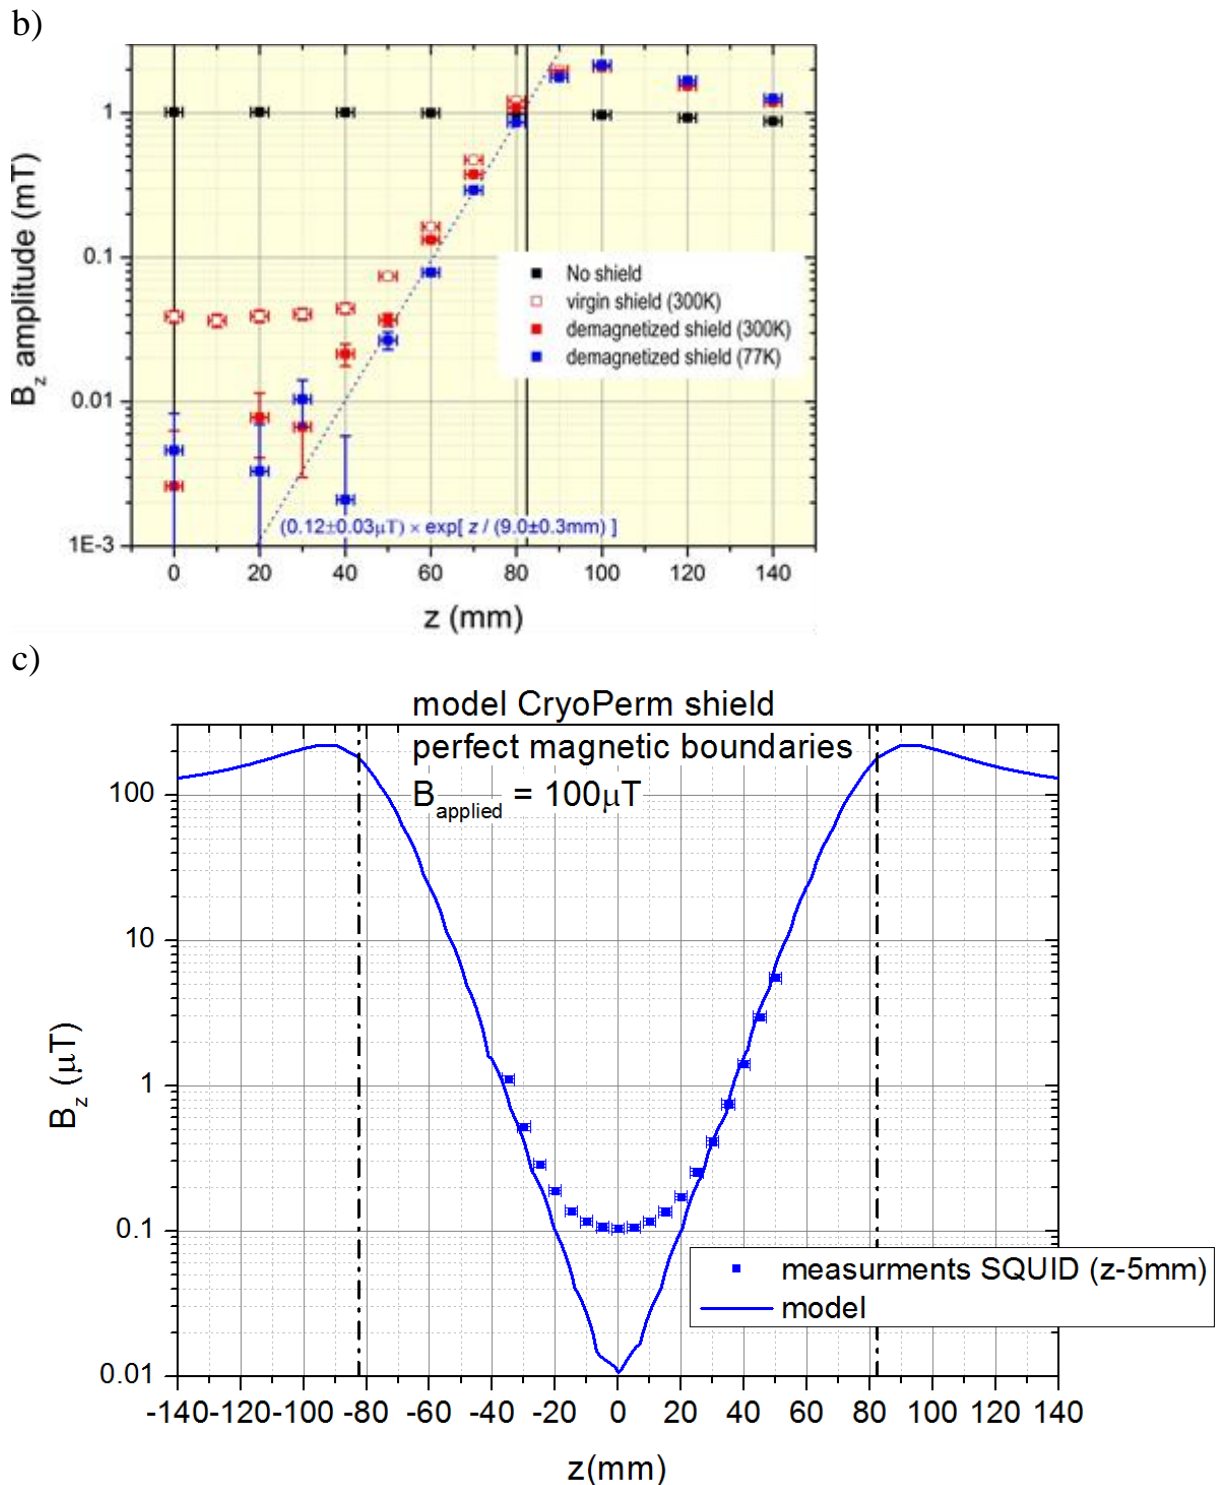 b)
1
0.1
0.01
1E-3
B_z amplitude (mT)
No shield
virgin shield (300K)
demagnetized shield (300K)
demagnetized shield (77K)
(0.12±0.03μT) × exp[ z / (9.0±0.3mm) ]
0 20 40 60 80 100 120 140
z (mm)
c)
model CryoPerm shield
perfect magnetic boundaries
B_applied = 100μT
100
10
1
0.1
0.01
B_z (μT)
measurments SQUID (z-5mm)
model
-140 -120 -100 -80 -60 -40 -20 0 20 40 60 80 100 120 140
z(mm)